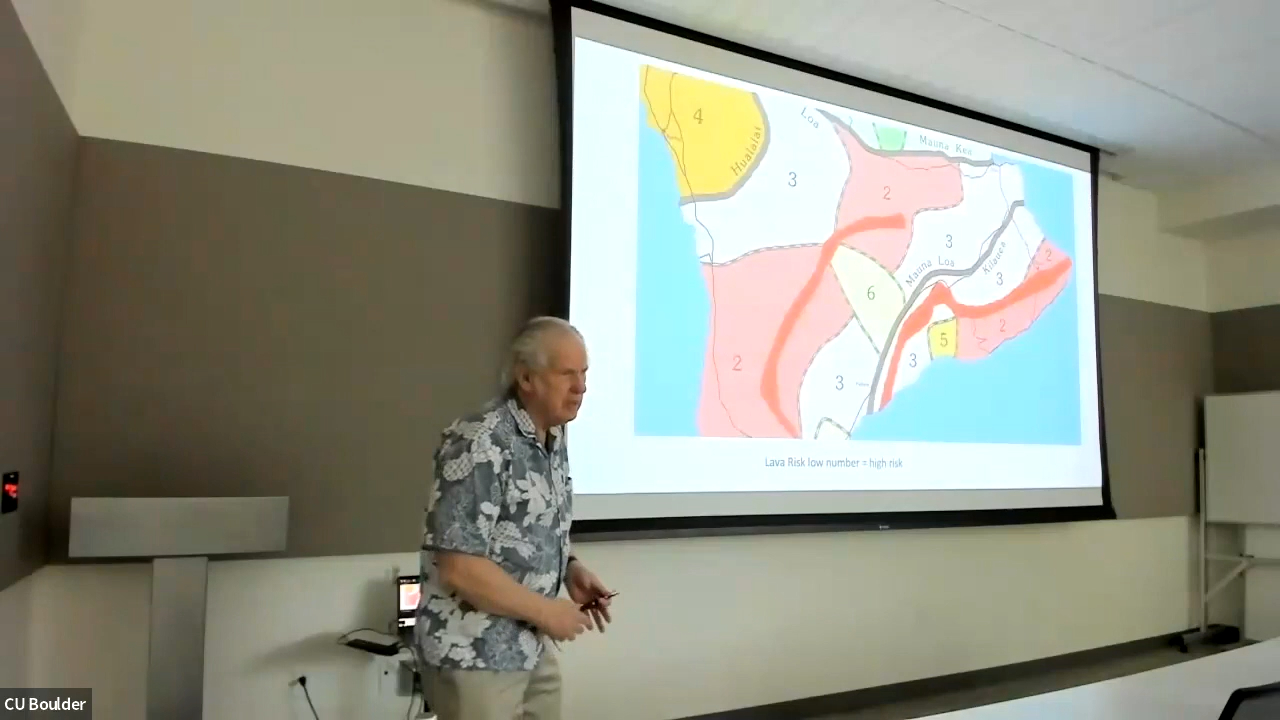 4
Hualalai
3
Loa
Mauna Kea
2
3
Mauna Loa
Kilauea
3
2
6
2
5
3
2
3
Lava Risk low number = high risk
CU Boulder